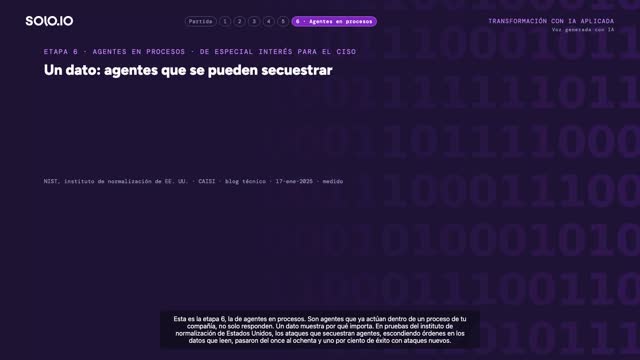 SOLO.IO
Partida 1 2 3 4 5 6 · Agentes en procesos
TRANSFORMACIÓN CON IA APLICADA
Voz generada con IA
ETAPA 6 · AGENTES EN PROCESOS · DE ESPECIAL INTERÉS PARA EL CISO
Un dato: agentes que se pueden secuestrar
NIST, instituto de normalización de EE. UU. · CAISI · blog técnico · 17-ene-2025 · medido
Esta es la etapa 6, la de agentes en procesos. Son agentes que ya actúan dentro de un proceso de tu
compañía, no solo responden. Un dato muestra por qué importa. En pruebas del instituto de
normalización de Estados Unidos, los ataques que secuestran agentes, escondiendo órdenes en los
datos que leen, pasaron del once al ochenta y uno por ciento de éxito con ataques nuevos.